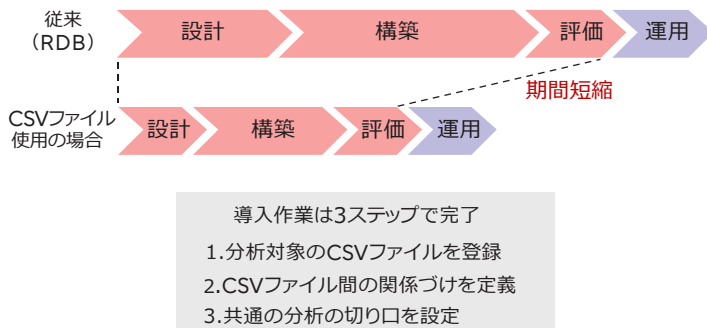 従来
（RDB）
設計
構築
評価
運用
期間短縮
CSVファイル
使用の場合
設計
構築
評価
運用
導入作業は3ステップで完了
1.分析対象のCSVファイルを登録
2.CSVファイル間の関係づけを定義
3.共通の分析の切り口を設定